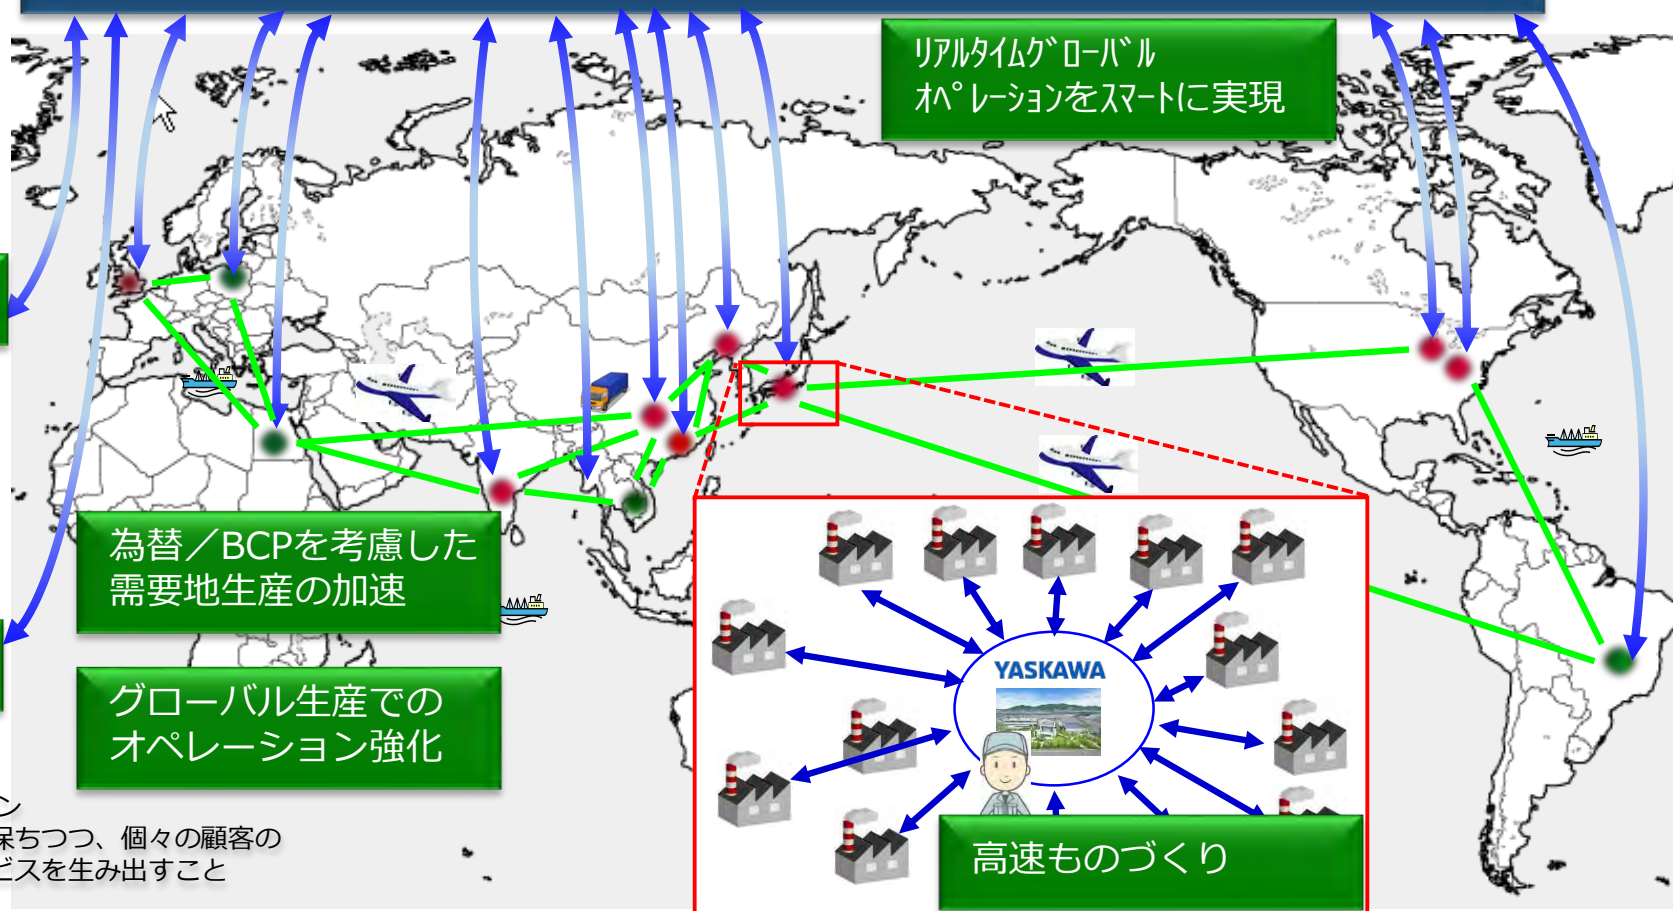 リアルタイムグローバル
オペレーションをスマートに実現
為替／BCPを考慮した
需要地生産の加速
グローバル生産での
オペレーション強化
YASKAWA
高速ものづくり
ン
保ちつつ、個々の顧客の
ビスを生み出すこと